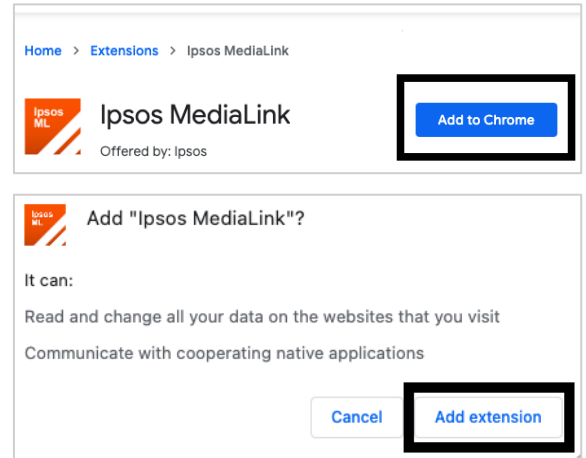 Home > Extensions > Ipsos MediaLink
Ipsos
ML
Ipsos MediaLink
Add to Chrome
Offered by: Ipsos
Ipsos
ML
Add "Ipsos MediaLink"?
It can:
Read and change all your data on the websites that you visit
Communicate with cooperating native applications
Cancel
Add extension